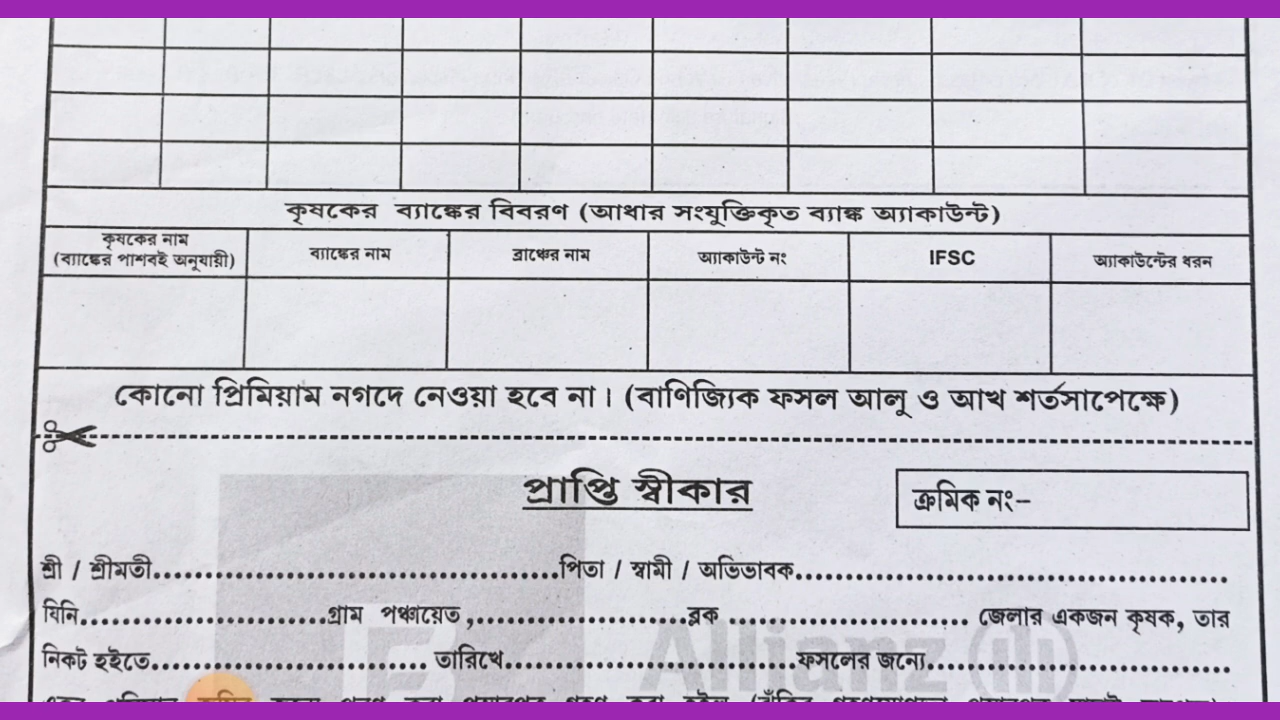 কৃষকের ব্যাঙ্কের বিবরণ (আধার সংযুক্তিকৃত ব্যাঙ্ক অ্যাকাউন্ট)
কৃষকের নাম
(ব্যাঙ্কের পাশবই অনুযায়ী)
ব্যাঙ্কের নাম
ব্রাঞ্চের নাম
অ্যাকাউন্ট নং
IFSC
অ্যাকাউন্টের ধরন
কোনো প্রিমিয়াম নগদে নেওয়া হবে না। (বাণিজ্যিক ফসল আলু ও আখ শর্তসাপেক্ষে)
প্রাপ্তি স্বীকার
ক্রমিক নং–
শ্রী / শ্রীমতী........................................পিতা / স্বামী / অভিভাবক...........................................
যিনি.........................গ্রাম পঞ্চায়েত ,.....................ব্লক ........................ জেলার একজন কৃষক, তার
নিকট হইতে........................... তারিখে............................ফসলের জন্যে..............................
Allianz